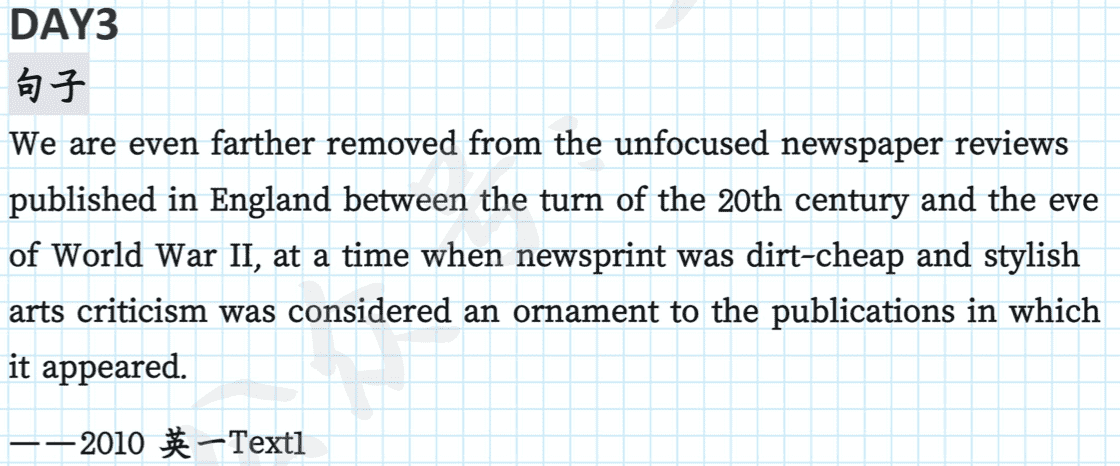 DAY3
句子
We are even farther removed from the unfocused newspaper reviews
published in England between the turn of the 20th century and the eve
of World War II, at a time when newsprint was dirt-cheap and stylish
arts criticism was considered an ornament to the publications in which
it appeared.
——2010 英一Text1